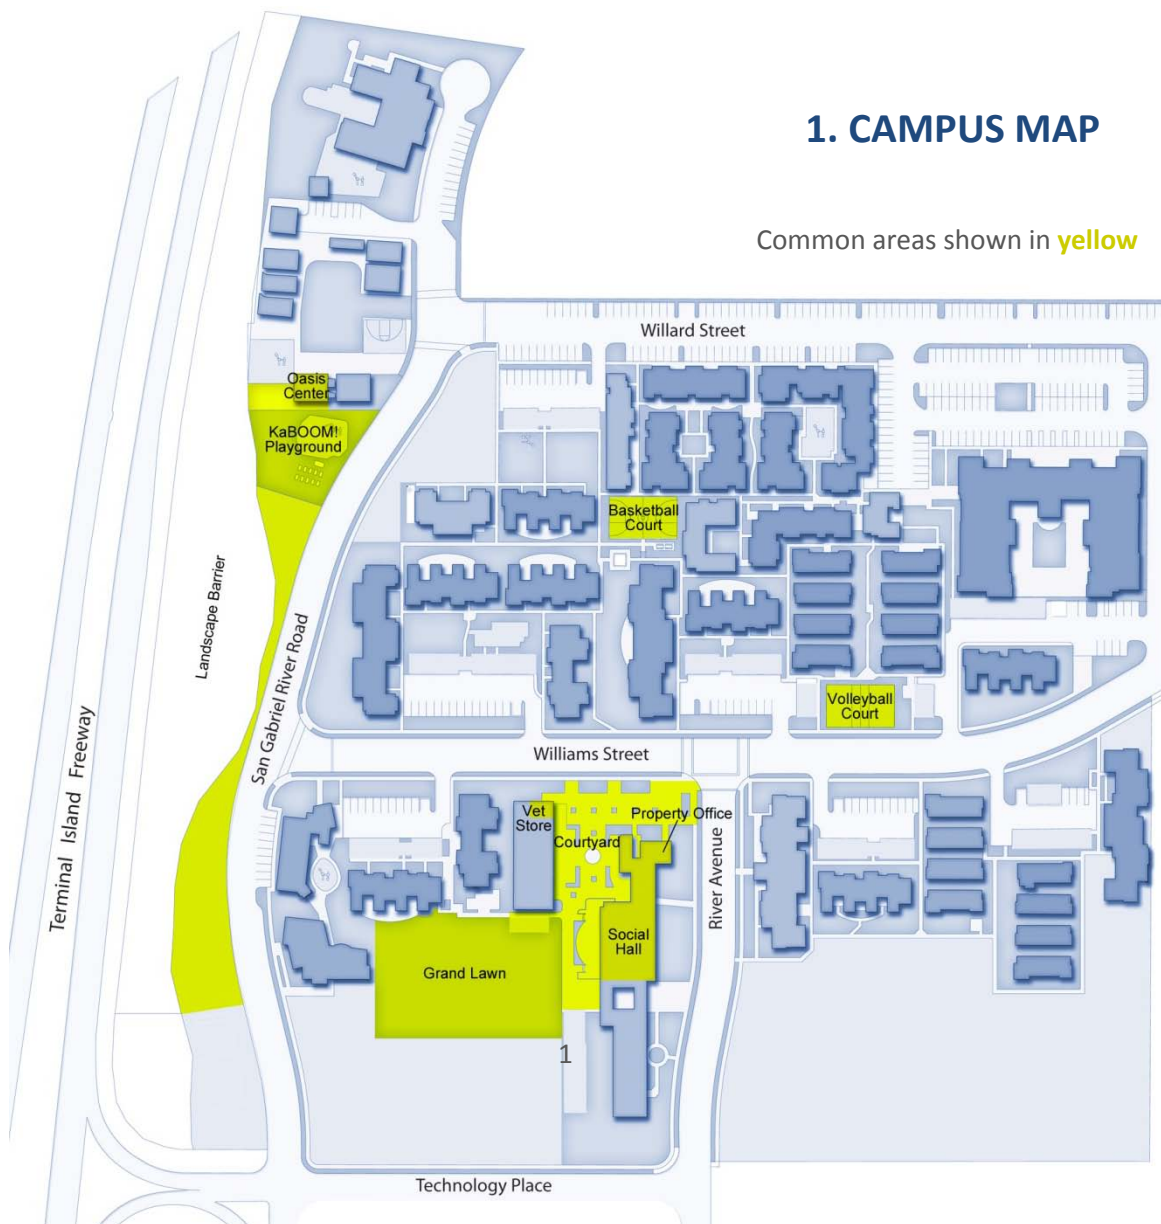 1. CAMPUS MAP
Common areas shown in yellow
Willard Street
Oasis
Center
KaBOOM!
Playground
Basketball
Court
Landscape Barrier
San Gabriel River Road
Terminal Island Freeway
Volleyball
Court
Williams Street
Vet
Store
Property Office
Courtyard
River Avenue
Social
Hall
Grand Lawn
1
Technology Place